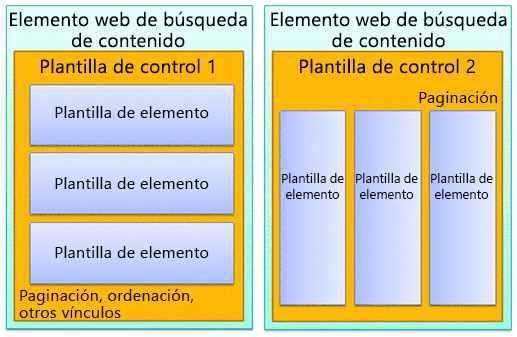 Elemento web de búsqueda
de contenido
Plantilla de control 1
Plantilla de elemento
Plantilla de elemento
Plantilla de elemento
Paginación, ordenación,
otros vínculos
Elemento web de búsqueda
de contenido
Plantilla de control 2
Paginación
Plantilla de
elemento
Plantilla de
elemento
Plantilla de
elemento